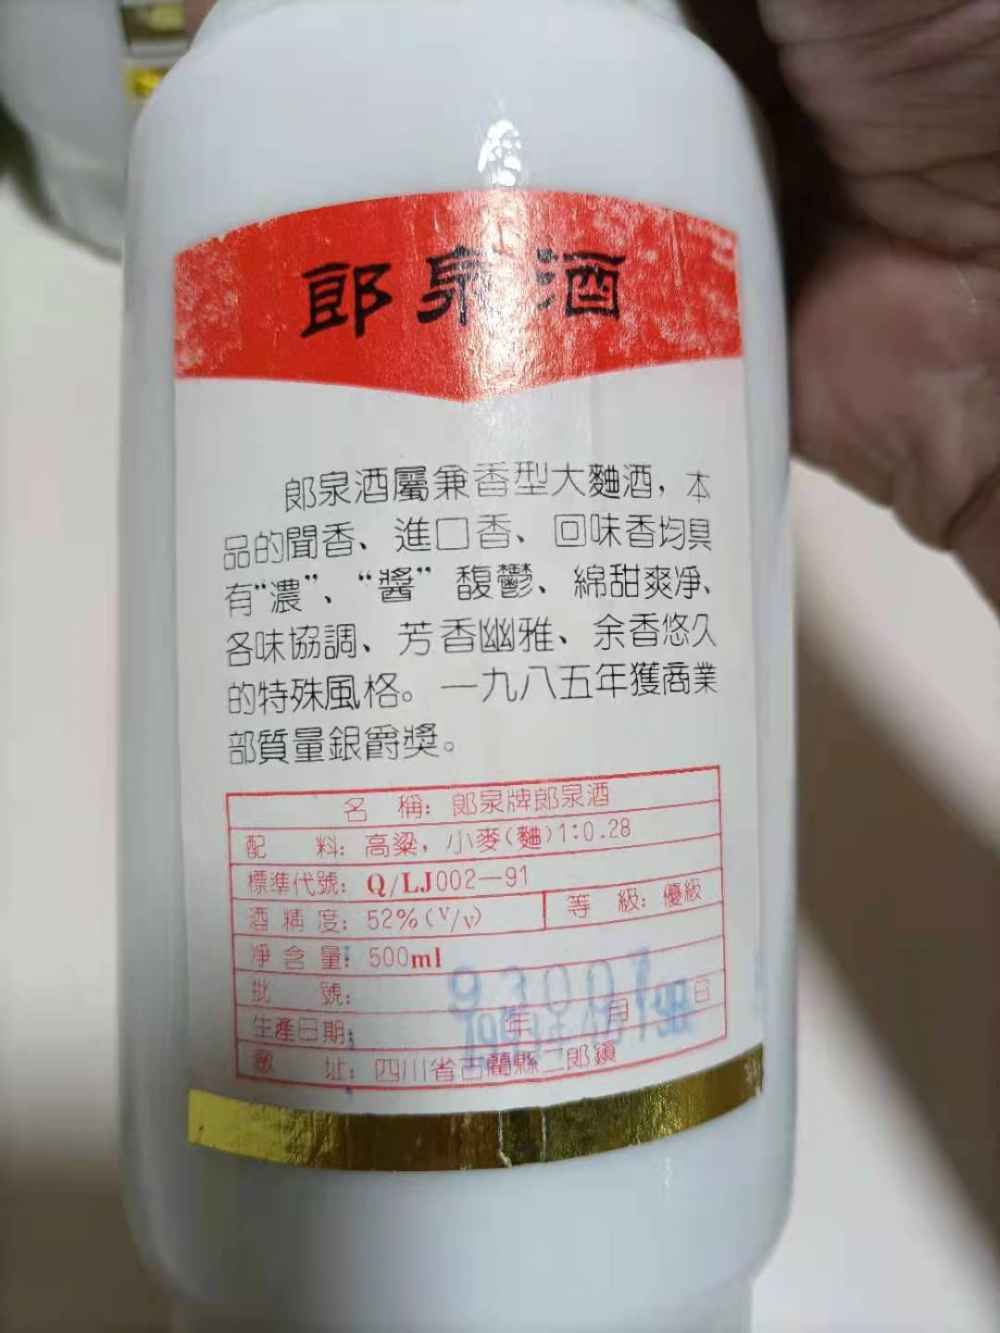 郎泉酒
郎泉酒屬兼香型大麯酒，本
品的聞香、進口香、回味香均具
有“濃”、“醬”馥鬱、綿甜爽净、
各味協調、芳香幽雅、余香悠久
的特殊風格。一九八五年獲商業
部質量銀爵獎。
名 稱：郎泉牌郎泉酒
配 料：高粱，小麥(麯)1:0.28
標準代號：Q/LJ002—91
酒精度：52%(V/V) 等 級：優級
净含量：500ml
批 號：
生產日期： 年 月 日
廠 址：四川省古藺縣二郎鎮